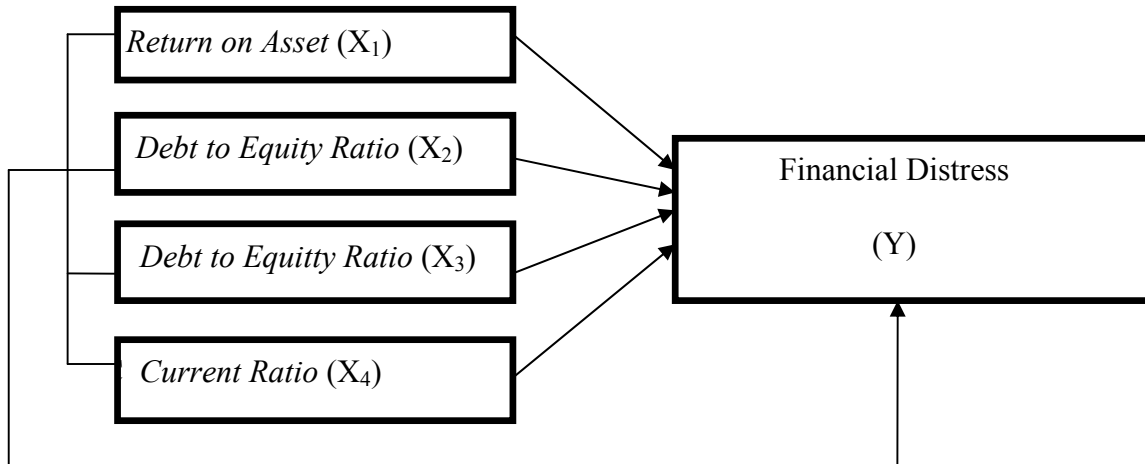 Return on Asset (X₁)
Debt to Equity Ratio (X₂)
Financial Distress
Debt to Equitty Ratio (X₃)
(Y)
Current Ratio (X₄)